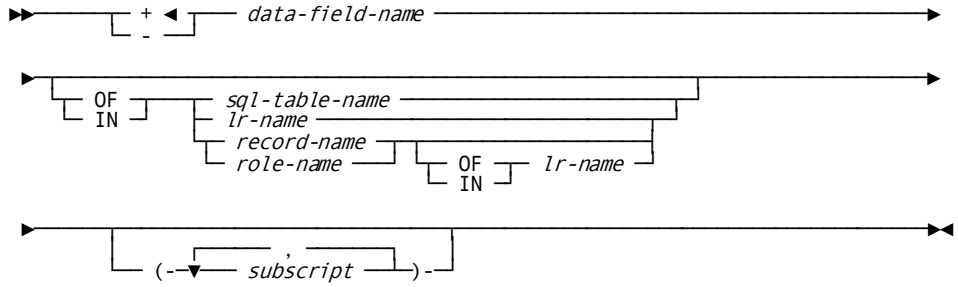 + ◄ data-field-name
-
OF sql-table-name
IN lr-name
record-name
role-name OF lr-name
IN
,
(- subscript )-